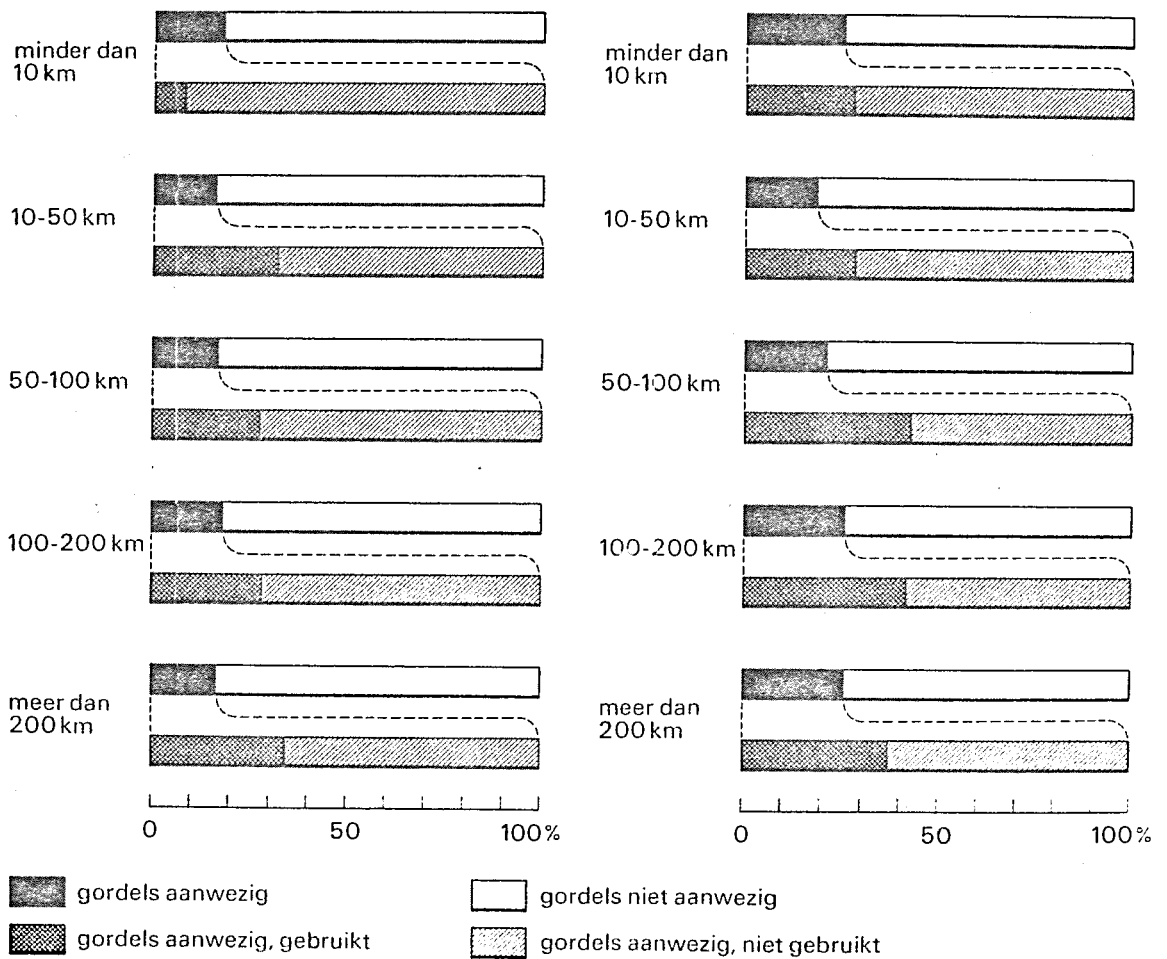 minder dan
10 km
10-50 km
50-100 km
100-200 km
meer dan
200 km
0 50 100%
minder dan
10 km
10-50 km
50-100 km
100-200 km
meer dan
200 km
0 50 100%
gordels aanwezig
gordels niet aanwezig
gordels aanwezig, gebruikt
gordels aanwezig, niet gebruikt